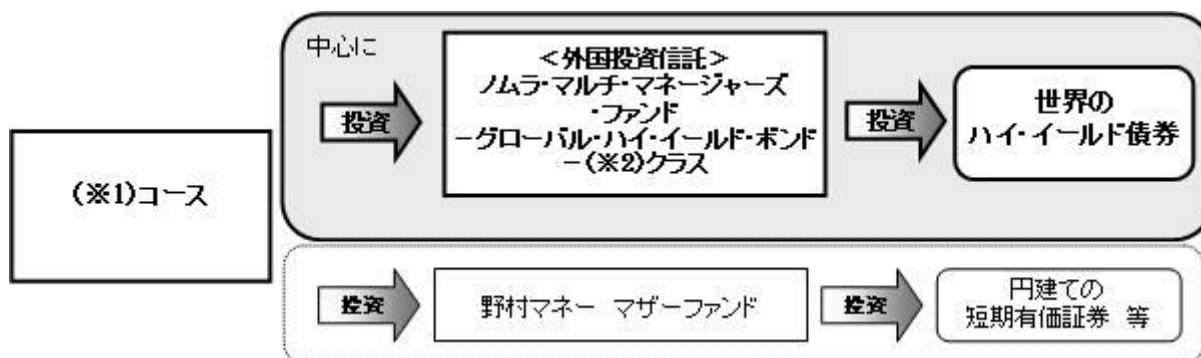 中心に
(※1)コース
投資
＜外国投資信託＞
ノムラ・マルチ・マネージャーズ
・ファンド
－グローバル・ハイ・イールド・ボンド
－(※2)クラス
投資
世界の
ハイ・イールド債券
投資
野村マネー　マザーファンド
投資
円建ての
短期有価証券　等